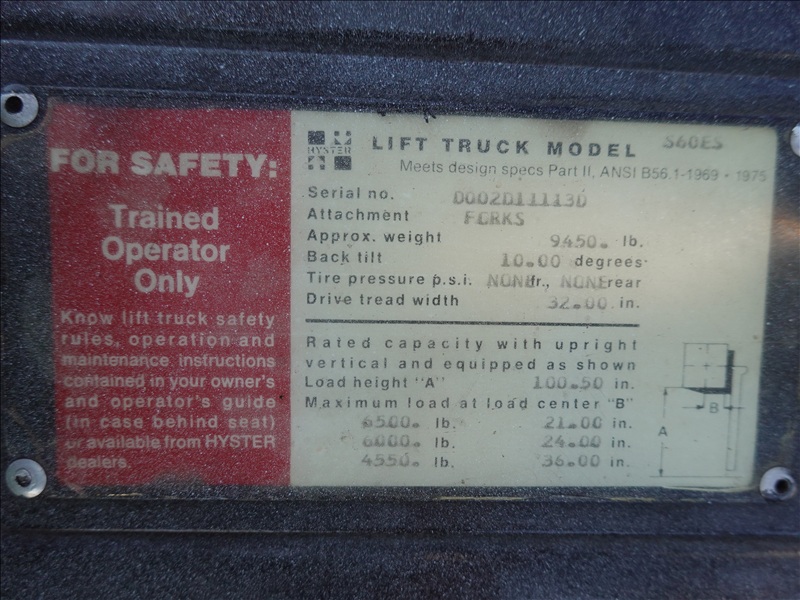 FOR SAFETY:
Trained
Operator
Only
Know lift truck safety
rules, operation and
maintenance instructions
contained in your owner's
and operator's guide
(in case behind seat)
or available from HYSTER
dealers.
HYSTER
LIFT TRUCK MODEL S60ES
Meets design specs Part II, ANSI B56.1-1969 • 1975
Serial no. D002D11113D
Attachment FORKS
Approx. weight 9450. lb.
Back tilt 10.00 degrees
Tire pressure p.s.i. NONE fr., NONE rear
Drive tread width 32.00 in.
Rated capacity with upright
vertical and equipped as shown
Load height "A" 100.50 in.
Maximum load at load center "B"
6500. lb. 21.00 in.
6000. lb. 24.00 in.
4550. lb. 36.00 in.
B
A